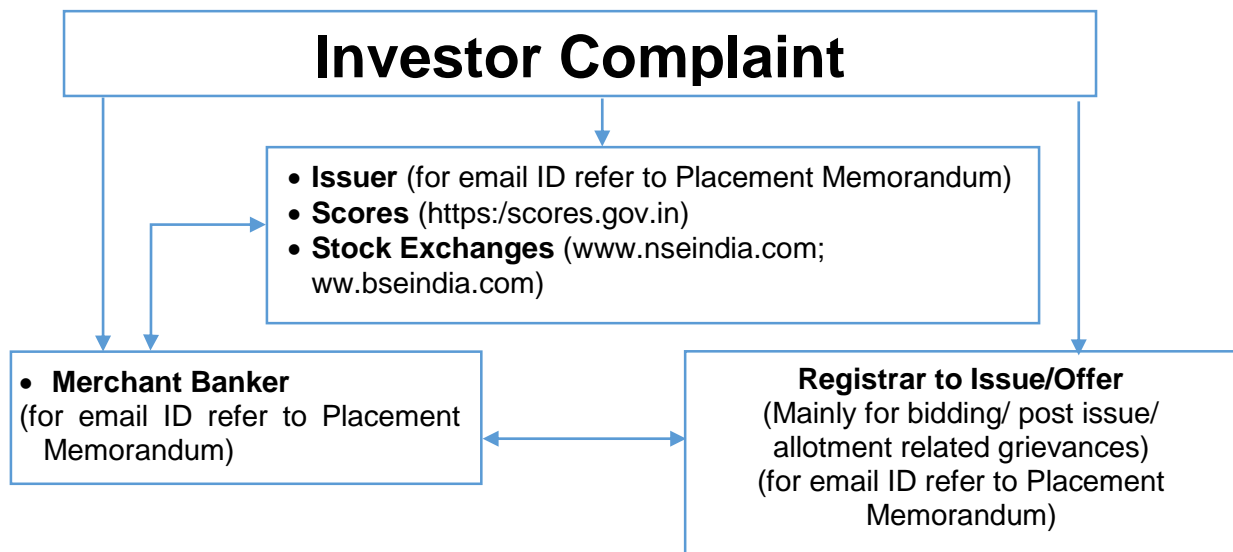 Investor Complaint
• Issuer (for email ID refer to Placement Memorandum)
• Scores (https:/scores.gov.in)
• Stock Exchanges (www.nseindia.com;
ww.bseindia.com)
• Merchant Banker
(for email ID refer to Placement
Memorandum)
Registrar to Issue/Offer
(Mainly for bidding/ post issue/
allotment related grievances)
(for email ID refer to Placement
Memorandum)